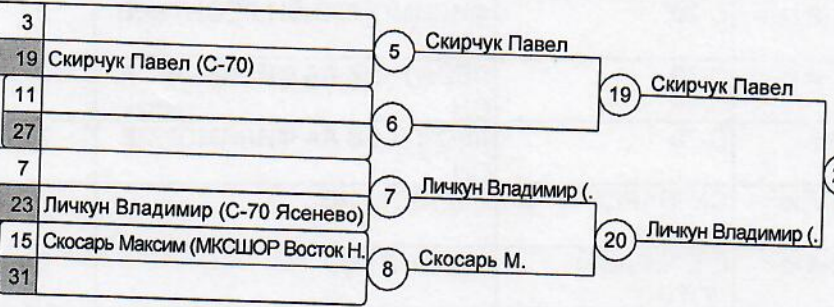 3
19 Скирчук Павел (С-70)
11
27
7
23 Личкун Владимир (С-70 Ясенево)
15 Скосарь Максим (МКСШОР Восток Н.
31
5 Скирчук Павел
6
7 Личкун Владимир (.
8 Скосарь М.
19 Скирчук Павел
20 Личкун Владимир (.